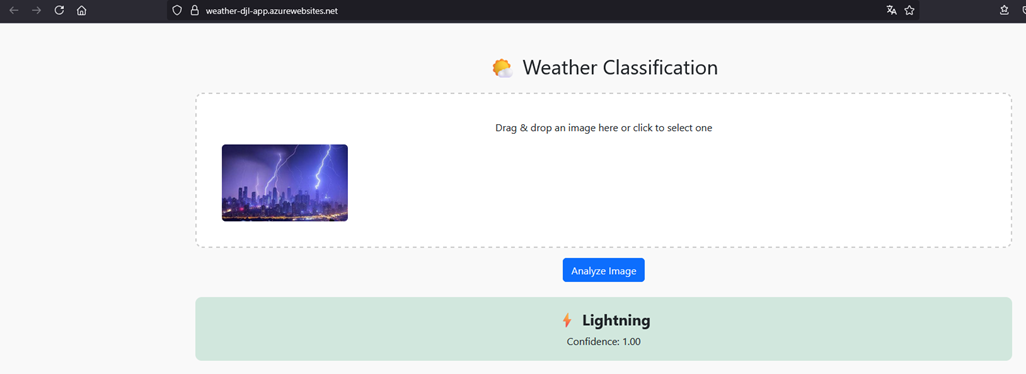 weather-djl-app.azurewebsites.net
Weather Classification
Drag & drop an image here or click to select one
Analyze Image
Lightning
Confidence: 1.00